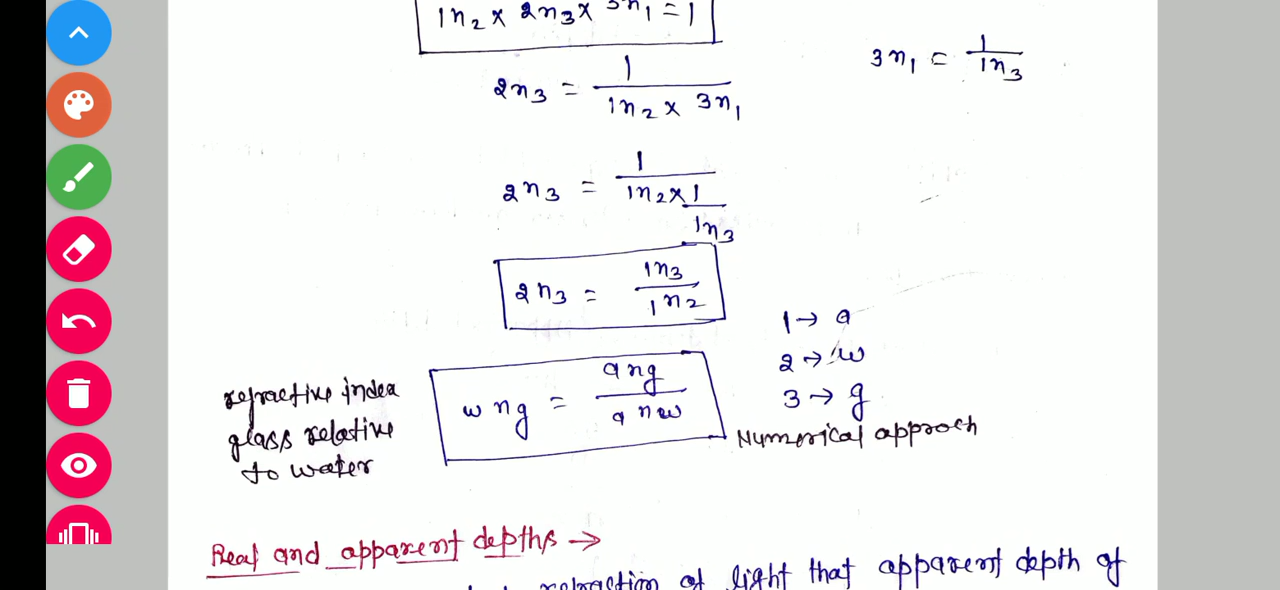 1n2 x 2n3 x 3n1 = 1
3n1 = 1/1n3
2n3 = 1/1n2 x 3n1
2n3 = 1/1n2 x 1/1n3
2n3 = 1n3/1n2
1 → a
2 → w
3 → g
refractive index
glass relative
to water
w ng = a ng/a nw
Numerical approch
Real and apparent depths →
refraction of light that apparent depth of